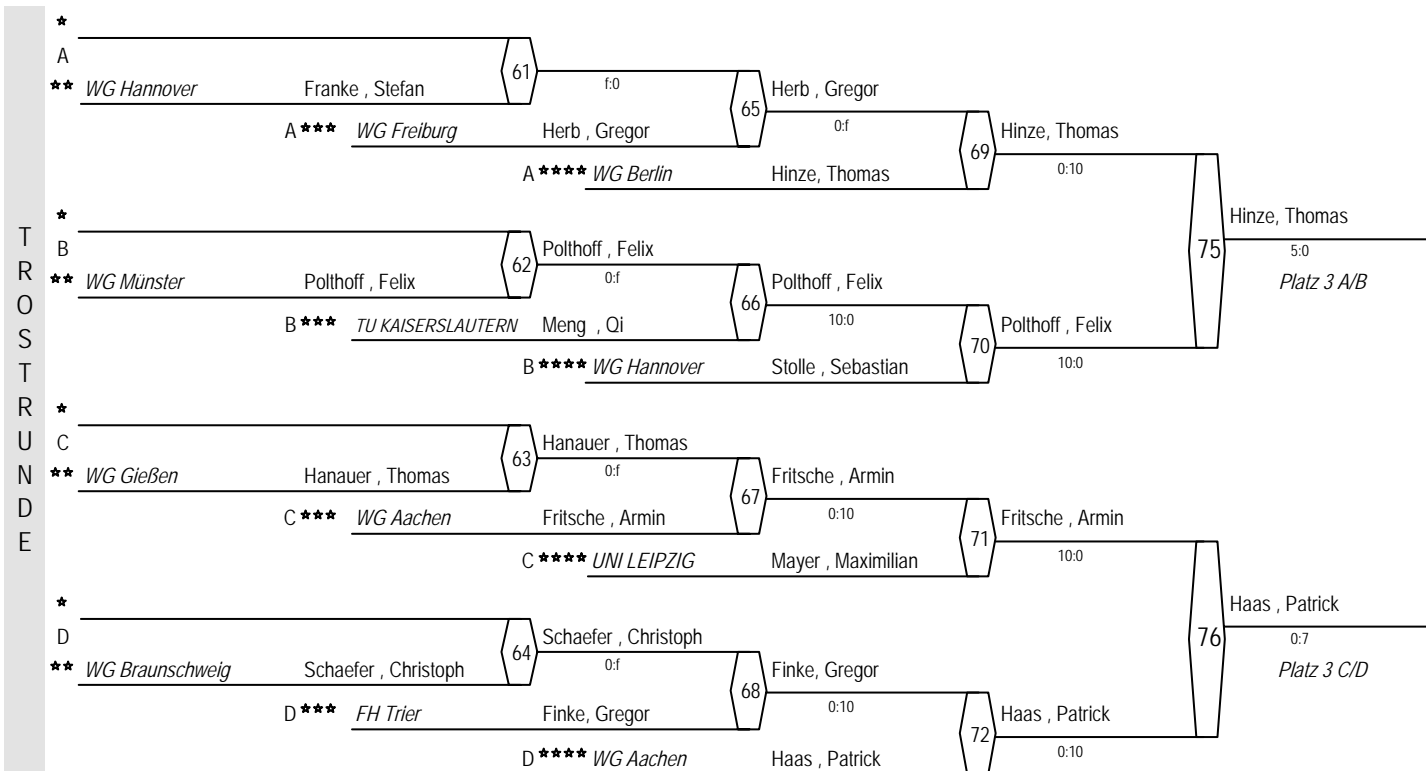 TROSTRUNDE
*
A
** WG Hannover Franke , Stefan 61
f:0
A *** WG Freiburg Herb , Gregor 65 Herb , Gregor
0:f
A **** WG Berlin Hinze, Thomas 69 Hinze, Thomas
0:10
*
B
** WG Münster Polthoff , Felix 62 Polthoff , Felix
0:f
B *** TU KAISERSLAUTERN Meng , Qi 66 Polthoff , Felix
10:0
B **** WG Hannover Stolle , Sebastian 70 Polthoff , Felix
10:0
75 Hinze, Thomas
5:0
Platz 3 A/B
*
C
** WG Gießen Hanauer , Thomas 63 Hanauer , Thomas
0:f
C *** WG Aachen Fritsche , Armin 67 Fritsche , Armin
0:10
C **** UNI LEIPZIG Mayer , Maximilian 71 Fritsche , Armin
10:0
*
D
** WG Braunschweig Schaefer , Christoph 64 Schaefer , Christoph
0:f
D *** FH Trier Finke, Gregor 68 Finke, Gregor
0:10
D **** WG Aachen Haas , Patrick 72 Haas , Patrick
0:10
76 Haas , Patrick
0:7
Platz 3 C/D